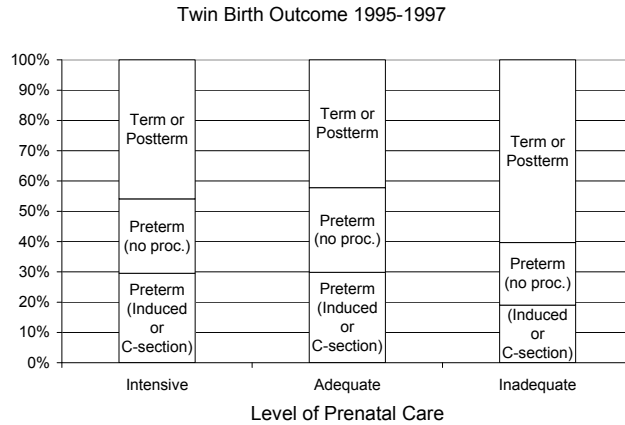 Twin Birth Outcome 1995-1997
100%
90%
80%
70%
60%
50%
40%
30%
20%
10%
0%
Term or
Postterm
Preterm
(no proc.)
Preterm
(Induced
or
C-section)
Term or
Postterm
Preterm
(no proc.)
Preterm
(Induced
or
C-section)
Term or
Postterm
Preterm
(no proc.)
(Induced
or
C-section)
Intensive
Adequate
Inadequate
Level of Prenatal Care